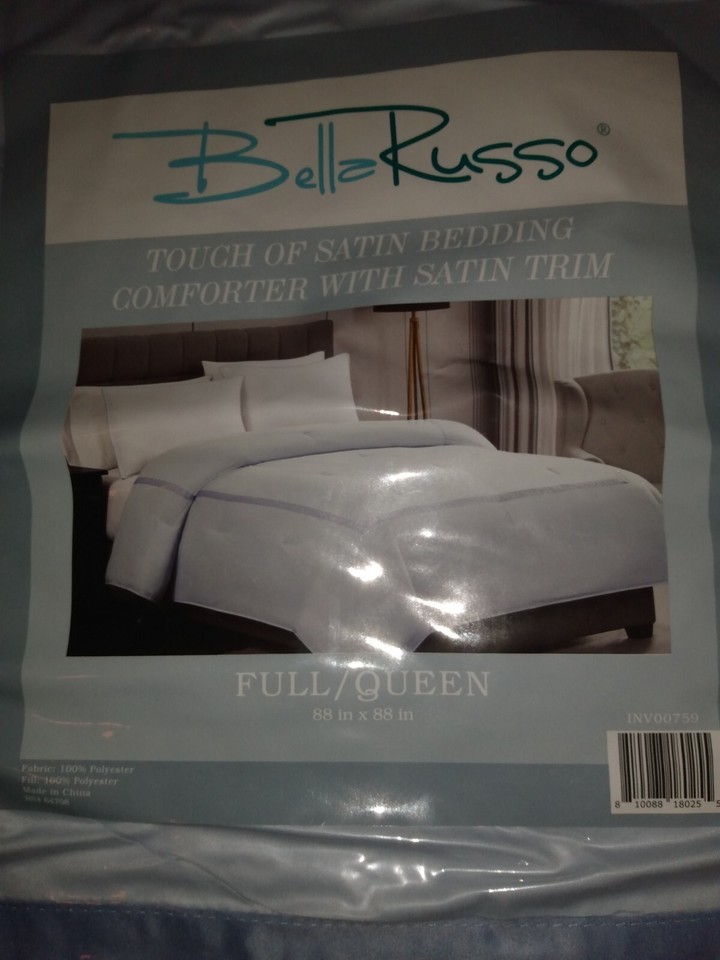 BellaRusso®
TOUCH OF SATIN BEDDING
COMFORTER WITH SATIN TRIM
FULL/QUEEN
88 in x 88 in
INV00759
8 10088 18025 5
Fabric: 100% Polyester
Fill: 100% Polyester
Made in China